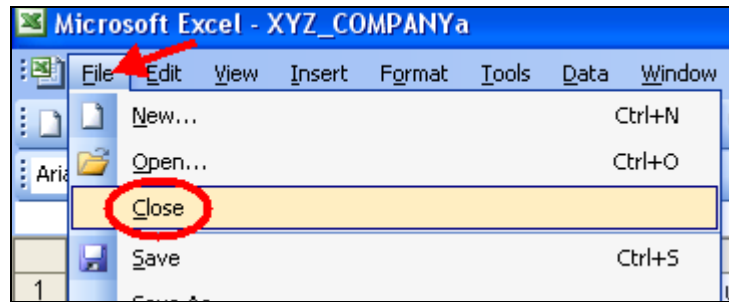 Microsoft Excel - XYZ_COMPANYa
File Edit View Insert Format Tools Data Window
New... Ctrl+N
Open... Ctrl+O
Aria
Close
Save Ctrl+S
1